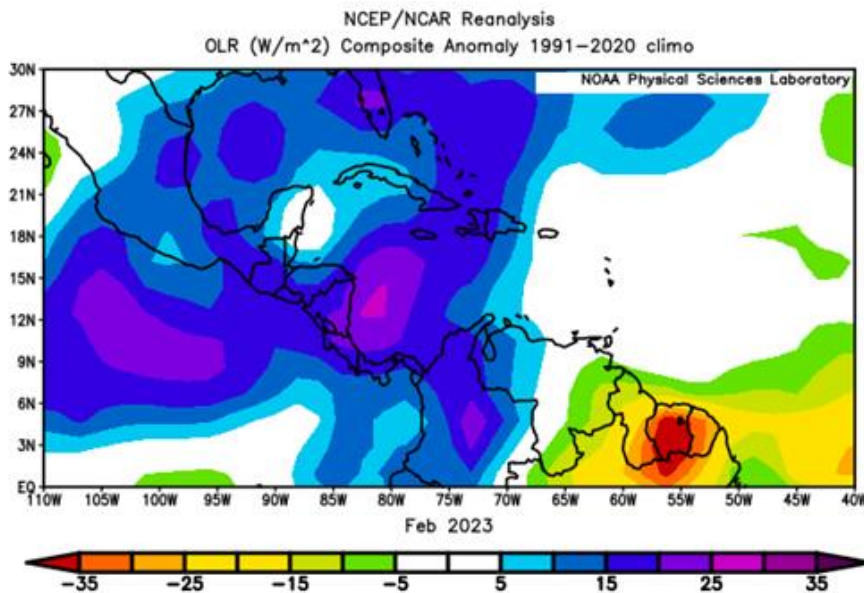 NCEP/NCAR Reanalysis
OLR (W/m^2) Composite Anomaly 1991-2020 climo
NOAA Physical Sciences Laboratory
30N
27N
24N
21N
18N
15N
12N
9N
6N
3N
EQ
110W 105W 100W 95W 90W 85W 80W 75W 70W 65W 60W 55W 50W 45W 40W
Feb 2023
-35 -25 -15 -5 5 15 25 35